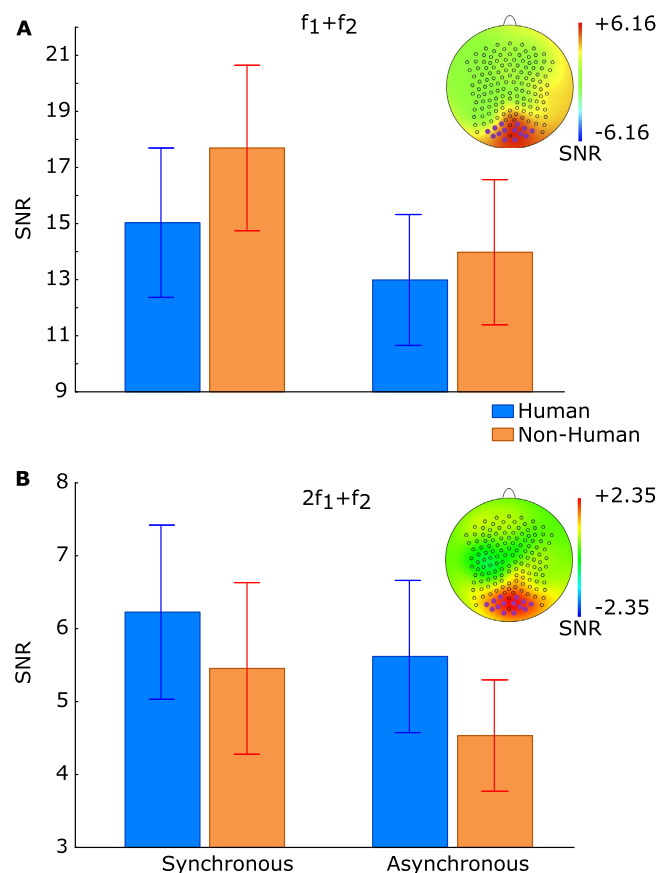 A
f1+f2
21
19
17
15
13
11
9
SNR
+6.16
-6.16
SNR
Human
Non-Human
B
2f1+f2
8
7
6
5
4
3
SNR
+2.35
-2.35
SNR
Synchronous
Asynchronous